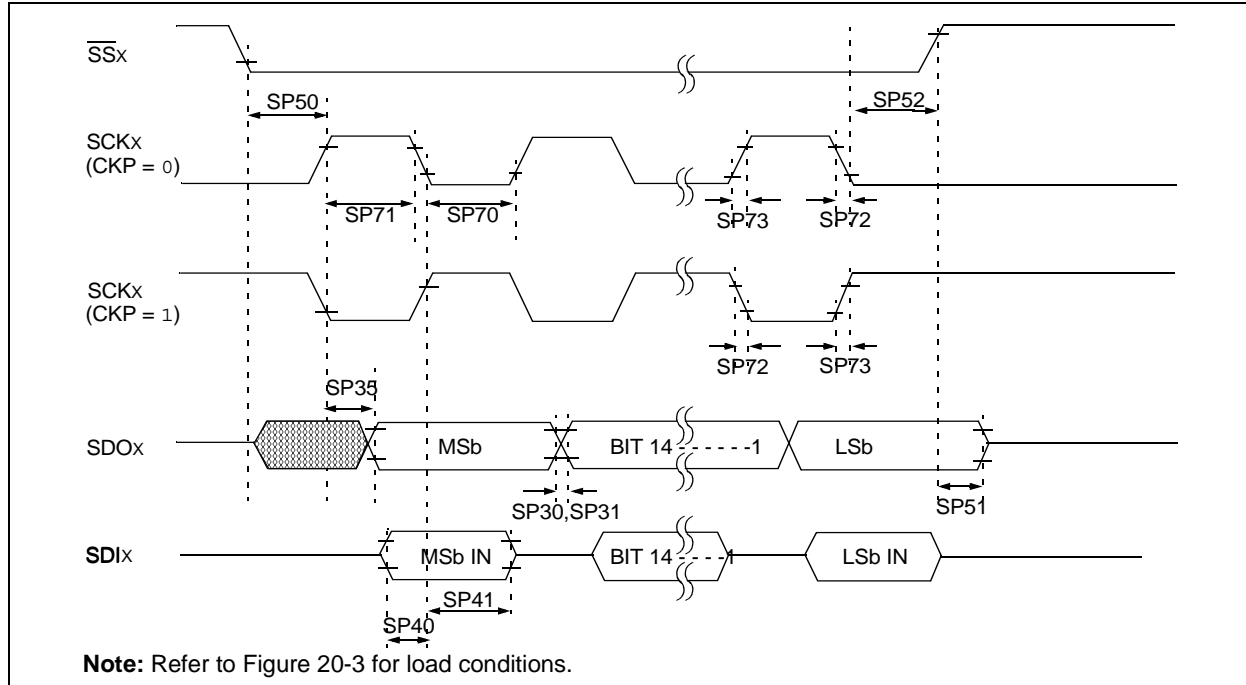 SSX
SP50
SP52
SCKX
(CKP = 0)
SP71
SP70
SP73
SP72
SCKX
(CKP = 1)
SP72
SP73
SP35
SDOX
MSb
BIT 14 - - - - - -1
LSb
SP30,SP31
SP51
SDIX
MSb IN
BIT 14 - - - -1
LSb IN
SP41
SP40
Note: Refer to Figure 20-3 for load conditions.